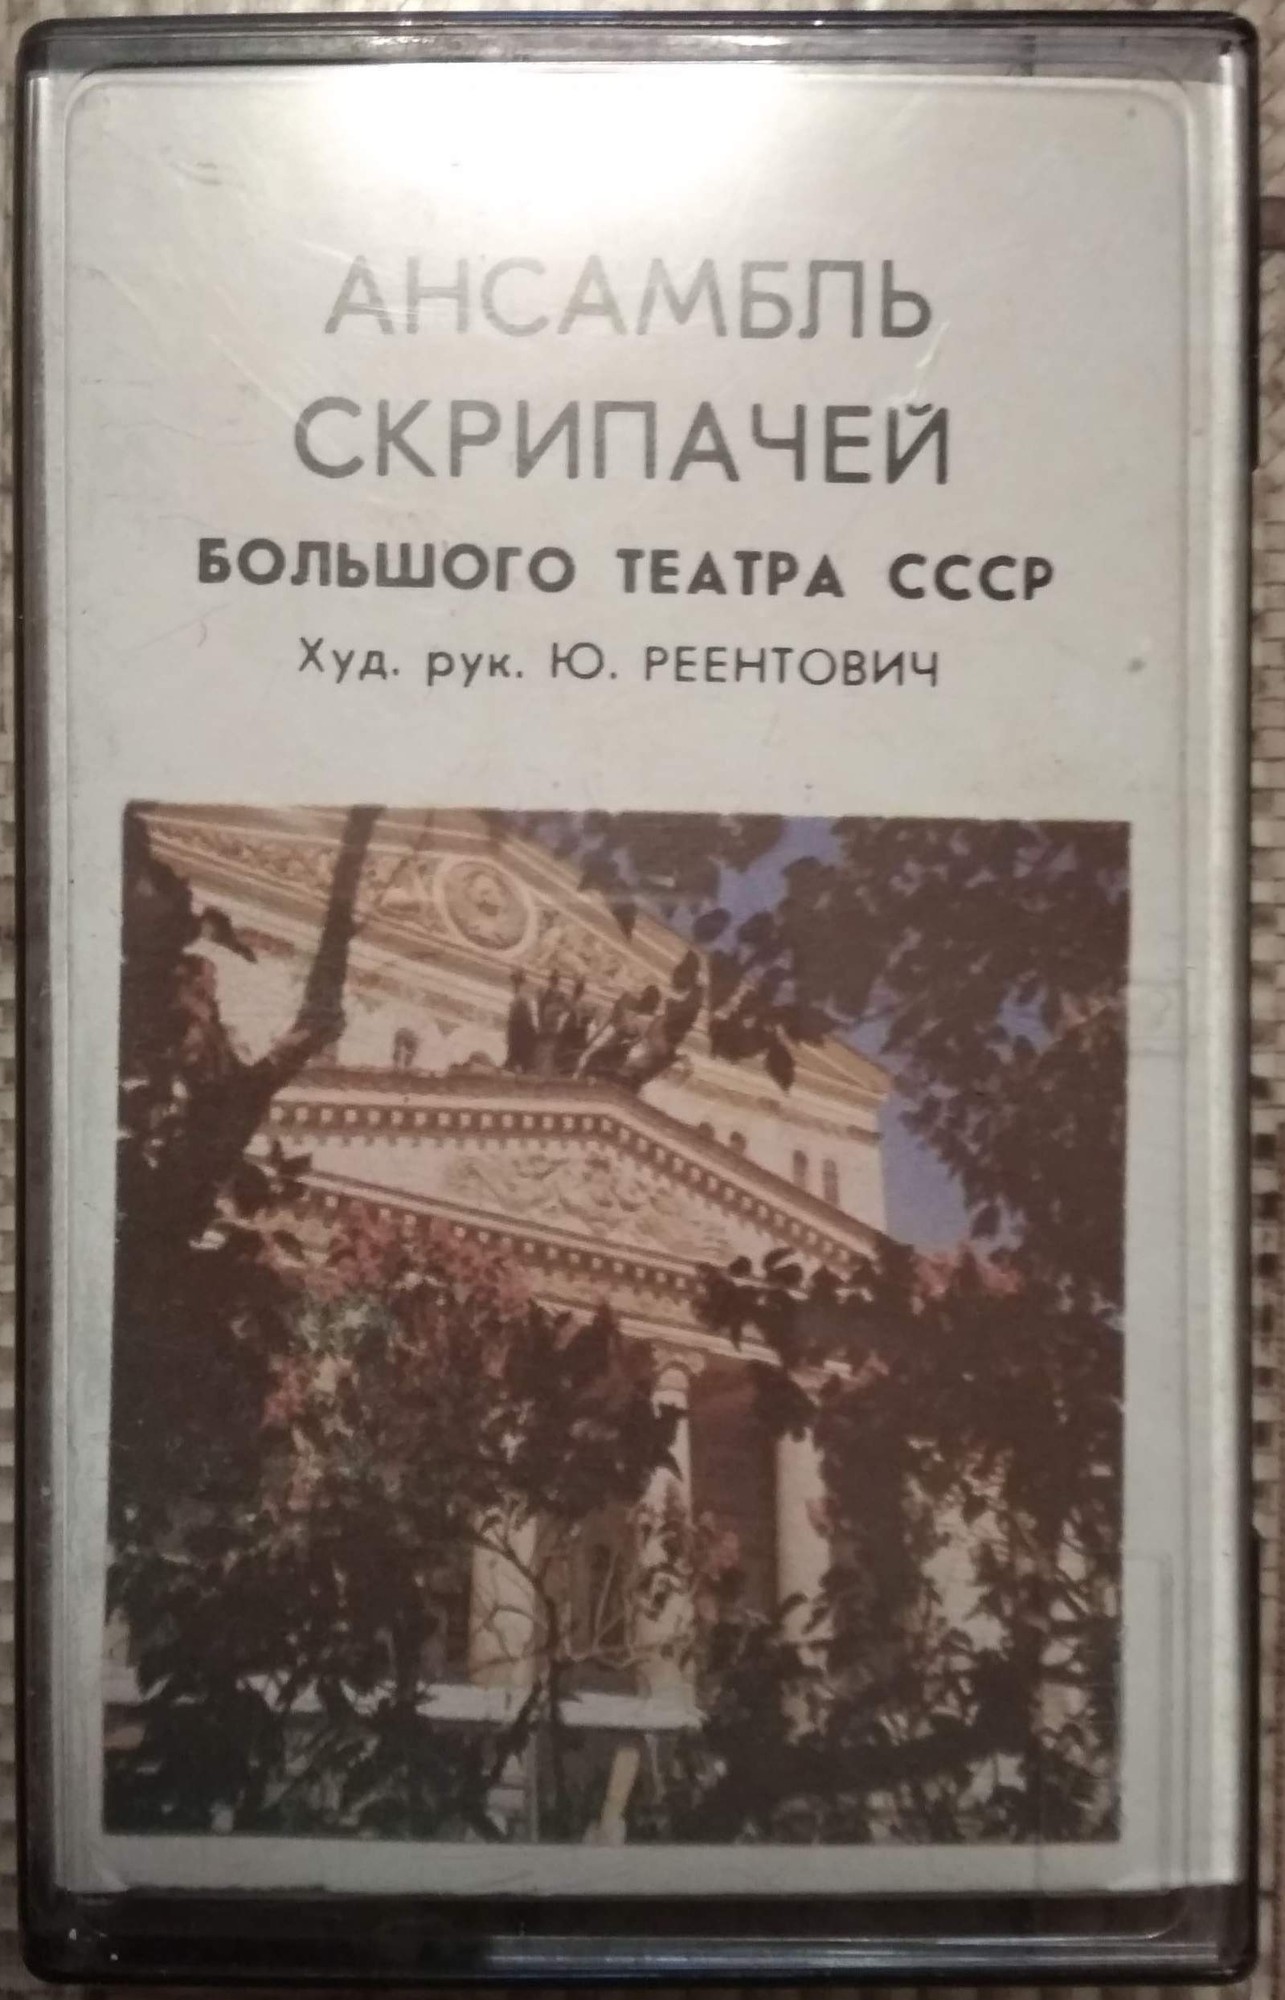 АНСАМБЛЬ
СКРИПАЧЕЙ
БОЛЬШОГО ТЕАТРА СССР
Худ. рук. Ю. РЕЕНТОВИЧ